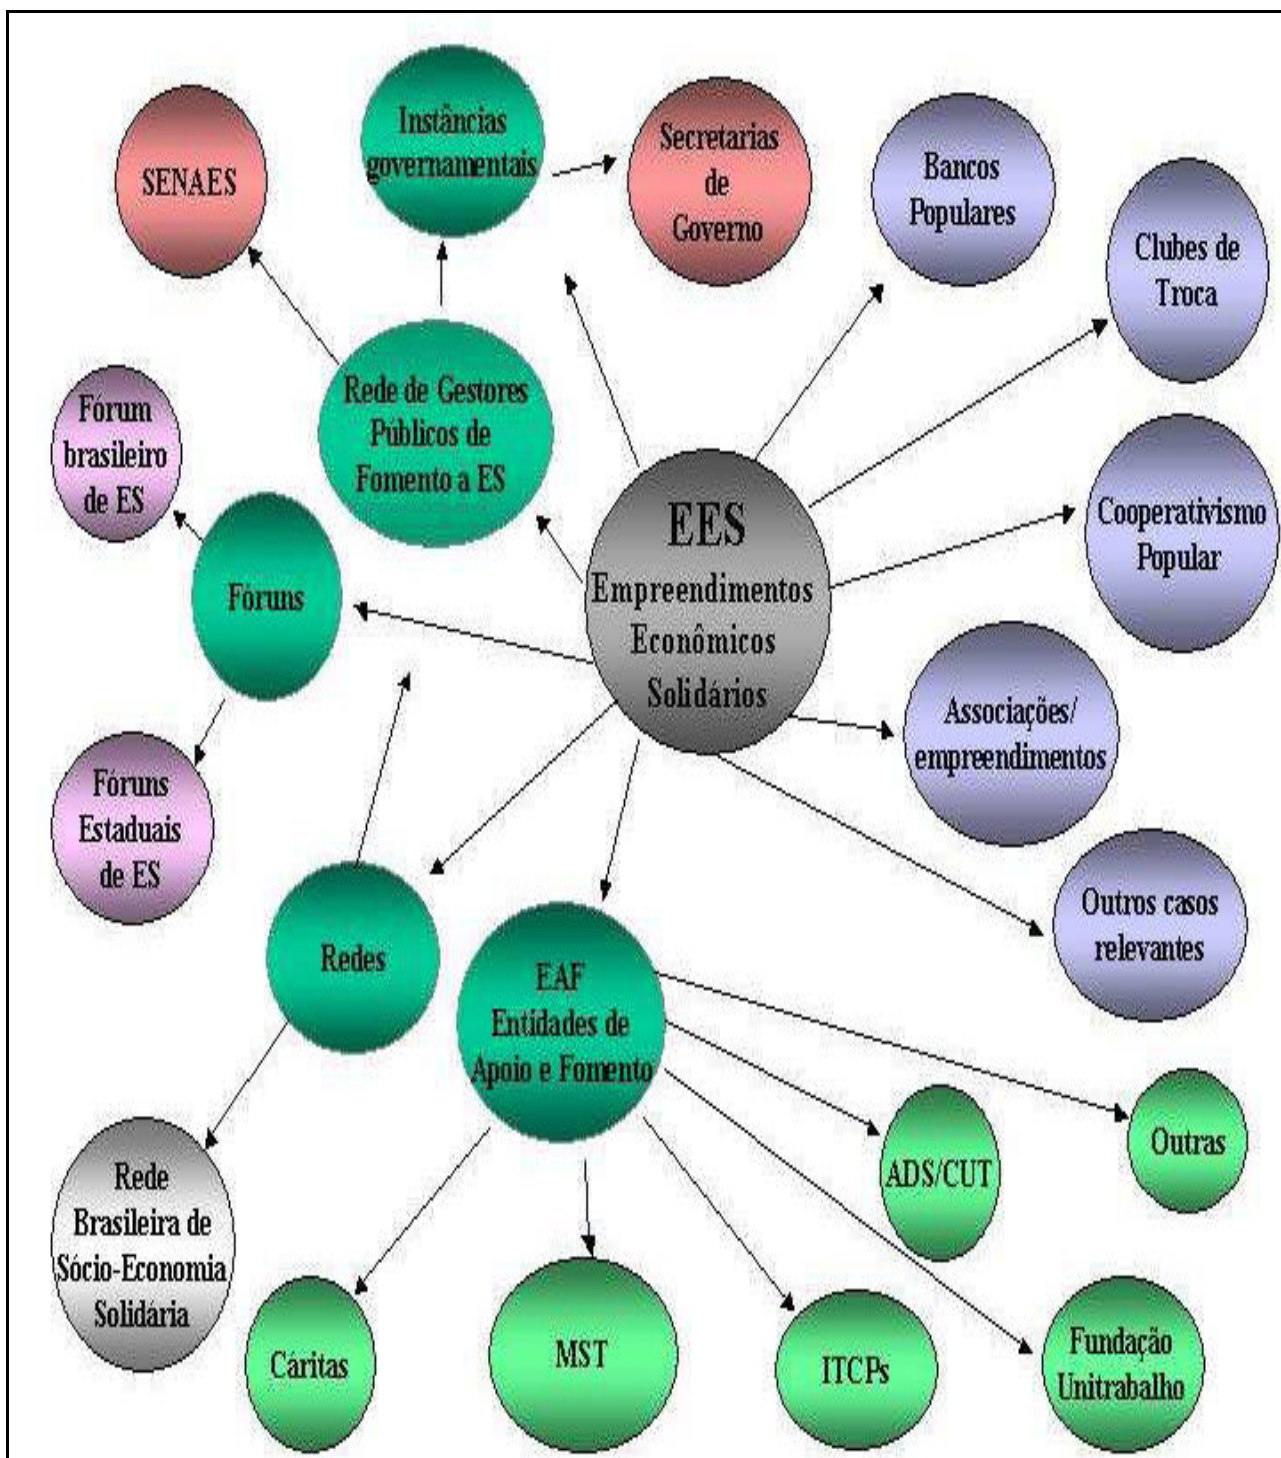 Instâncias
governamentais
SENAES
Secretarias
de
Governo
Bancos
Populares
Clubes de
Troca
Rede de Gestores
Públicos de
Fomento a ES
Fórum
brasileiro
de ES
EES
Empreendimentos
Econômicos
Solidários
Cooperativismo
Popular
Fóruns
Associações/
empreendimentos
Fóruns
Estaduais
de ES
Outros casos
relevantes
Redes
EAF
Entidades de
Apoio e Fomento
ADS/CUT
Outras
Rede
Brasileira de
Sócio-Economia
Solidária
Cáritas
MST
ITCPs
Fundação
Unitrabalho